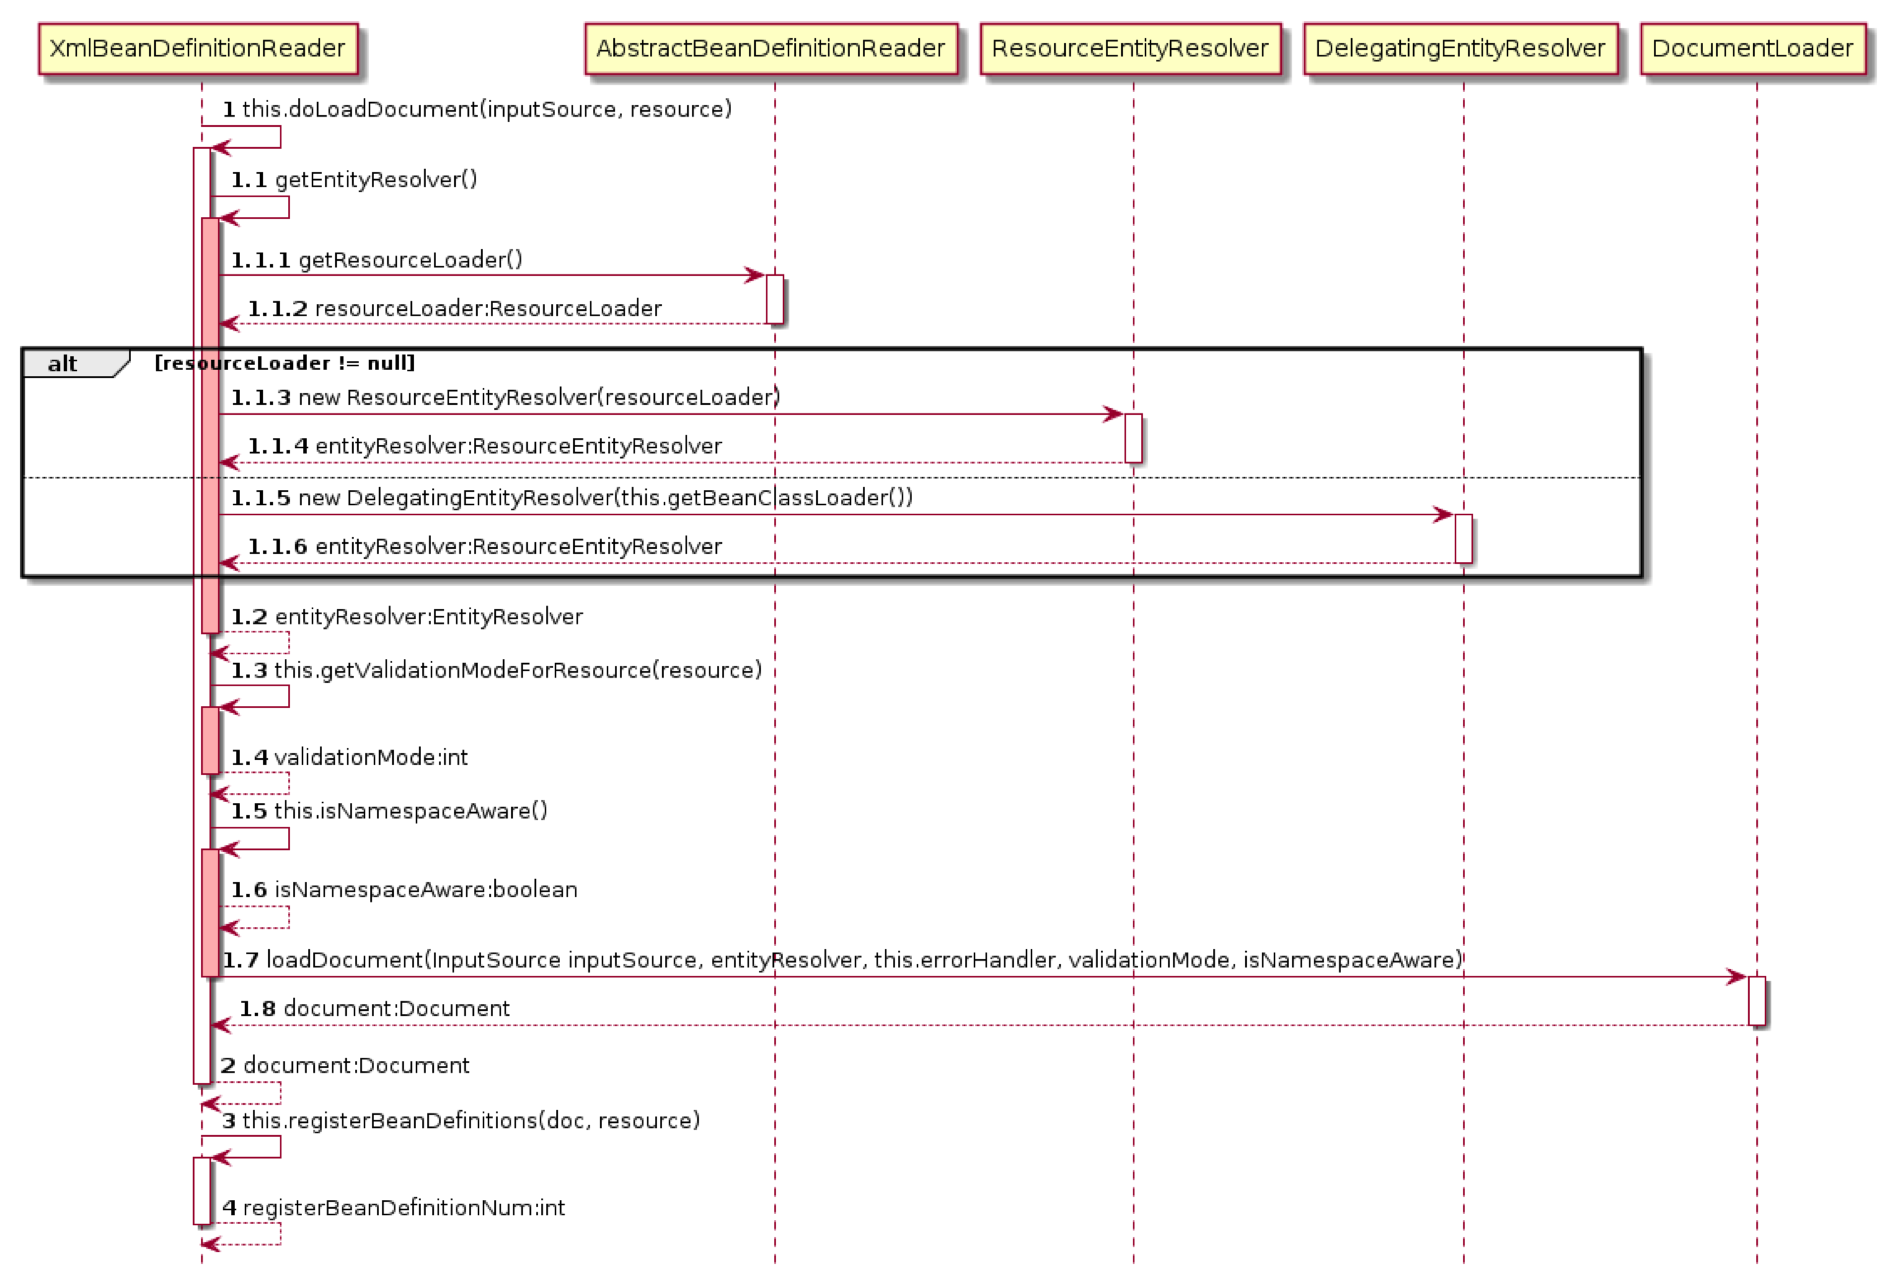 XmlBeanDefinitionReader
AbstractBeanDefinitionReader
ResourceEntityResolver
DelegatingEntityResolver
DocumentLoader
1 this.doLoadDocument(inputSource, resource)
1.1 getEntityResolver()
1.1.1 getResourceLoader()
1.1.2 resourceLoader:ResourceLoader
alt [resourceLoader != null]
1.1.3 new ResourceEntityResolver(resourceLoader)
1.1.4 entityResolver:ResourceEntityResolver
1.1.5 new DelegatingEntityResolver(this.getBeanClassLoader())
1.1.6 entityResolver:ResourceEntityResolver
1.2 entityResolver:EntityResolver
1.3 this.getValidationModeForResource(resource)
1.4 validationMode:int
1.5 this.isNamespaceAware()
1.6 isNamespaceAware:boolean
1.7 loadDocument(InputSource inputSource, entityResolver, this.errorHandler, validationMode, isNamespaceAware)
1.8 document:Document
2 document:Document
3 this.registerBeanDefinitions(doc, resource)
4 registerBeanDefinitionNum:int